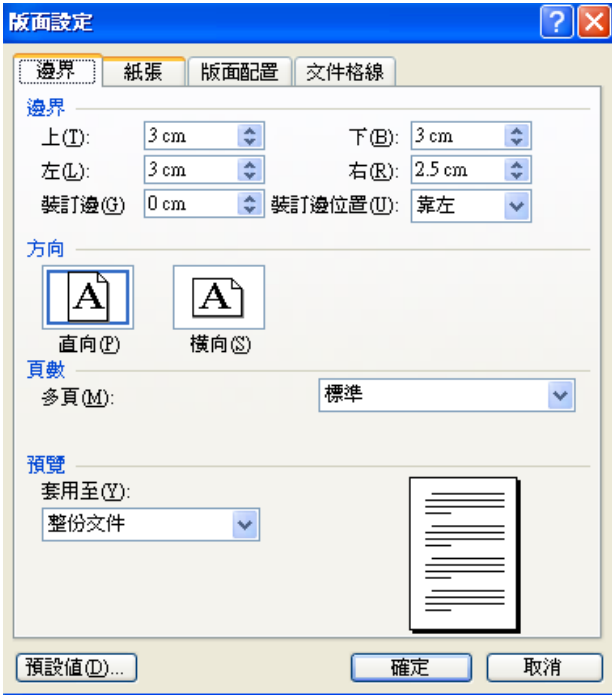 版面設定
邊界 紙張 版面配置 文件格線
邊界
上(T): 3 cm 下(B): 3 cm
左(L): 3 cm 右(R): 2.5 cm
裝訂邊(G) 0 cm 裝訂邊位置(U): 靠左
方向
A A
直向(P) 橫向(S)
頁數
多頁(M): 標準
預覽
套用至(Y):
整份文件
預設值(D)... 確定 取消